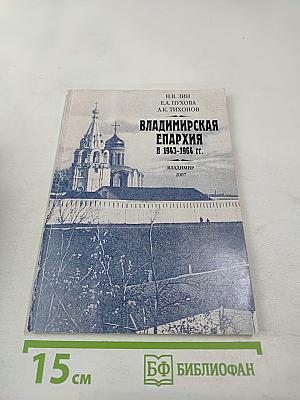 Н.В. ЗИН
Е.А. ПУХОВА
А.К. ТИХОНОВ
ВЛАДИМИРСКАЯ
ЕПАРХИЯ
В 1943-1964 гг.
ВЛАДИМИР
2007
15 см
БФ БИБЛИОФАН